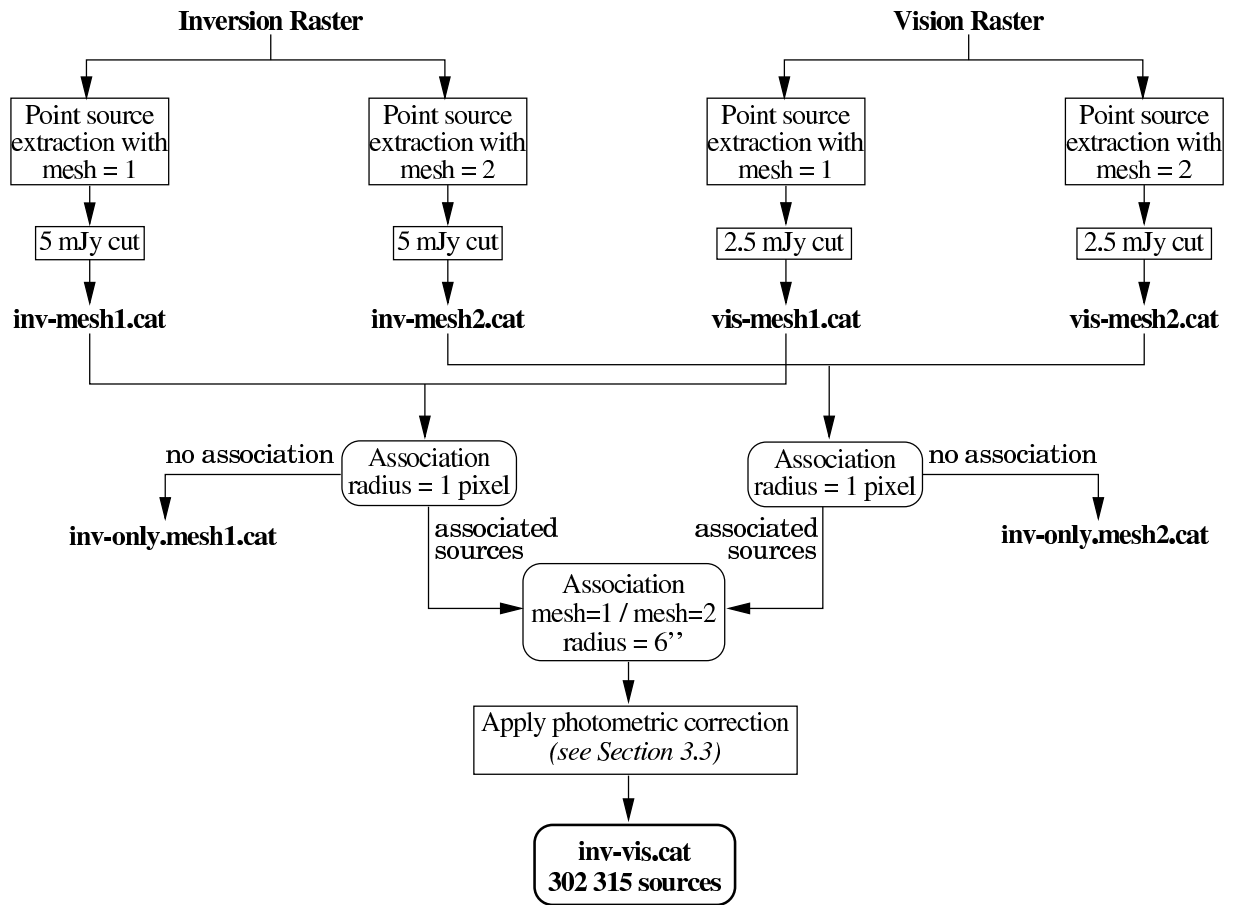 Inversion Raster
Vision Raster
Point source
extraction with
mesh = 1
Point source
extraction with
mesh = 2
Point source
extraction with
mesh = 1
Point source
extraction with
mesh = 2
5 mJy cut
5 mJy cut
2.5 mJy cut
2.5 mJy cut
inv-mesh1.cat
inv-mesh2.cat
vis-mesh1.cat
vis-mesh2.cat
no association
Association
radius = 1 pixel
Association
radius = 1 pixel
no association
inv-only.mesh1.cat
associated
sources
associated
sources
inv-only.mesh2.cat
Association
mesh=1 / mesh=2
radius = 6’’
Apply photometric correction
(see Section 3.3)
inv-vis.cat
302 315 sources